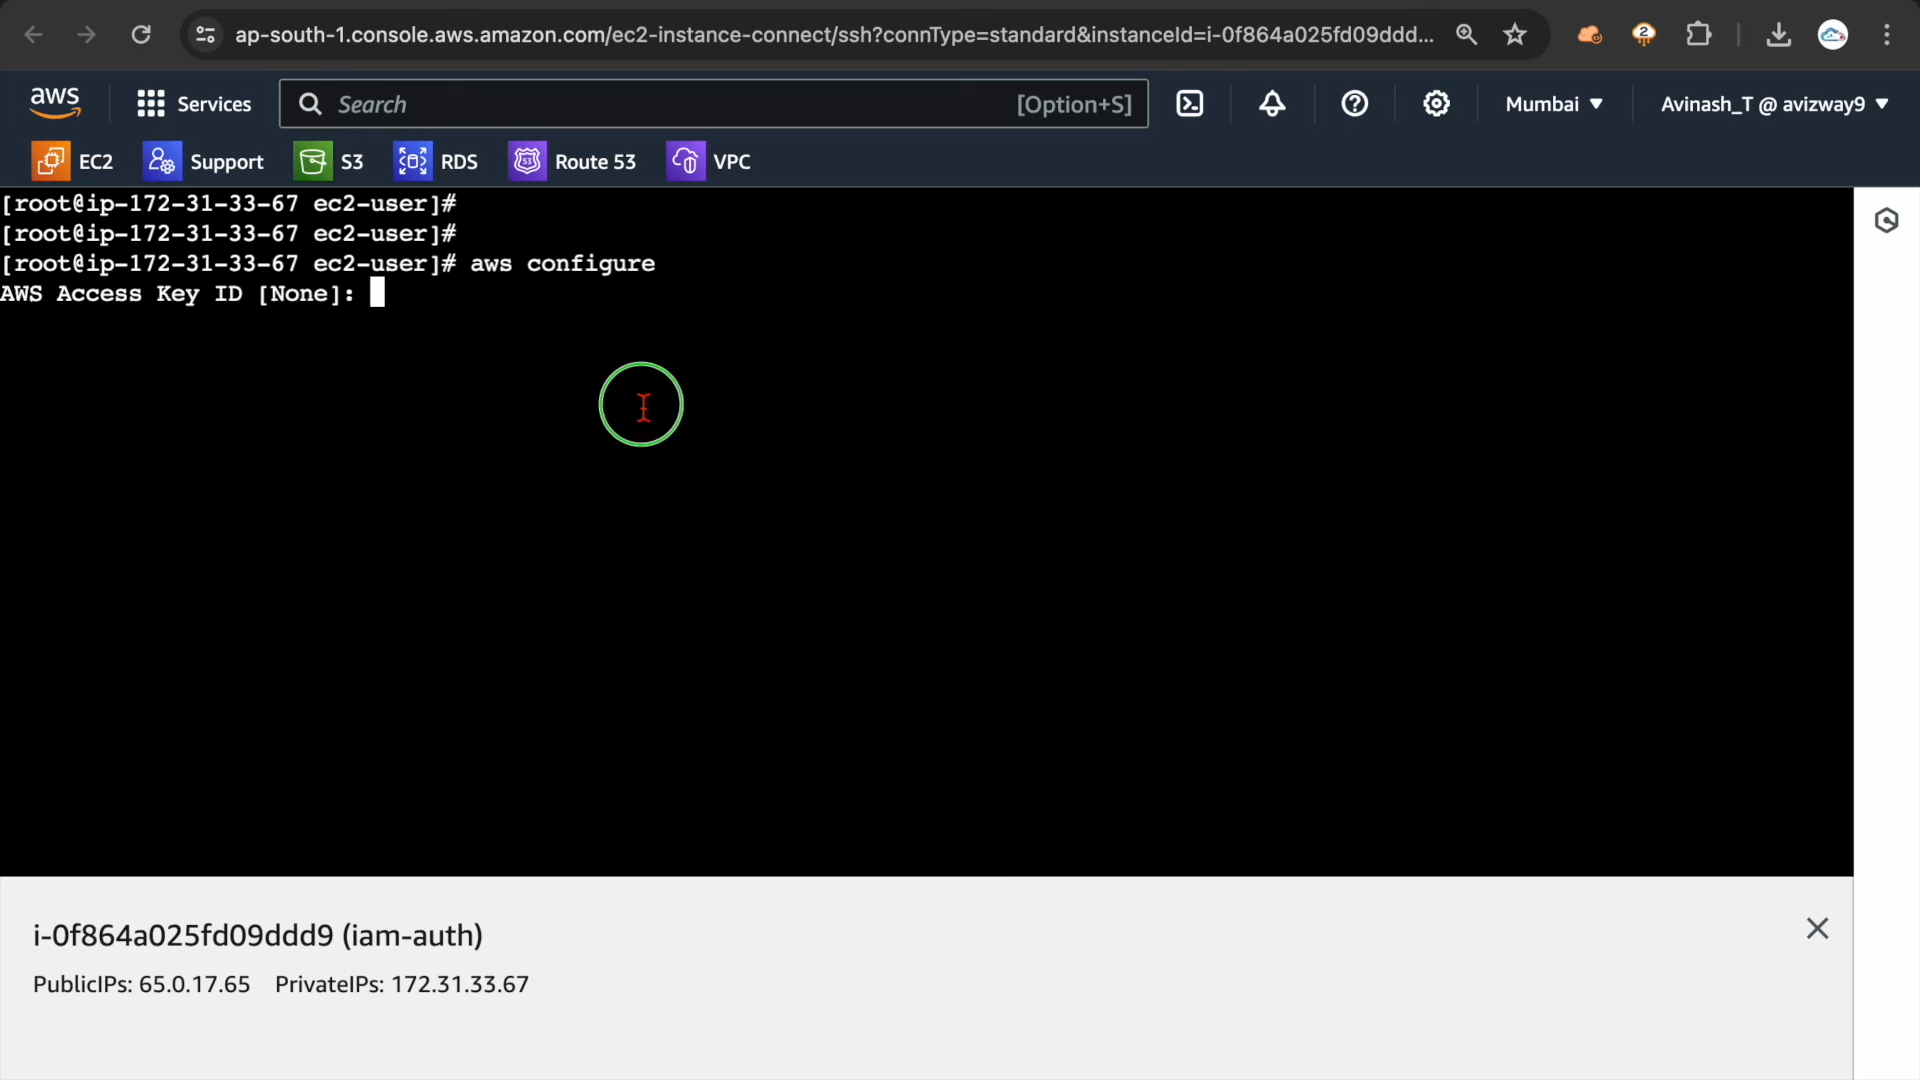 ap-south-1.console.aws.amazon.com/ec2-instance-connect/ssh?connType=standard&instanceId=i-0f864a025fd09ddd...
2
aws
Services
Search
[Option+S]
Mumbai
Avinash_T @ avizway9
EC2
Support
S3
RDS
53
Route 53
VPC
[root@ip-172-31-33-67 ec2-user]#
[root@ip-172-31-33-67 ec2-user]#
[root@ip-172-31-33-67 ec2-user]# aws configure
AWS Access Key ID [None]:
i-0f864a025fd09ddd9 (iam-auth)
PublicIPs: 65.0.17.65 PrivateIPs: 172.31.33.67